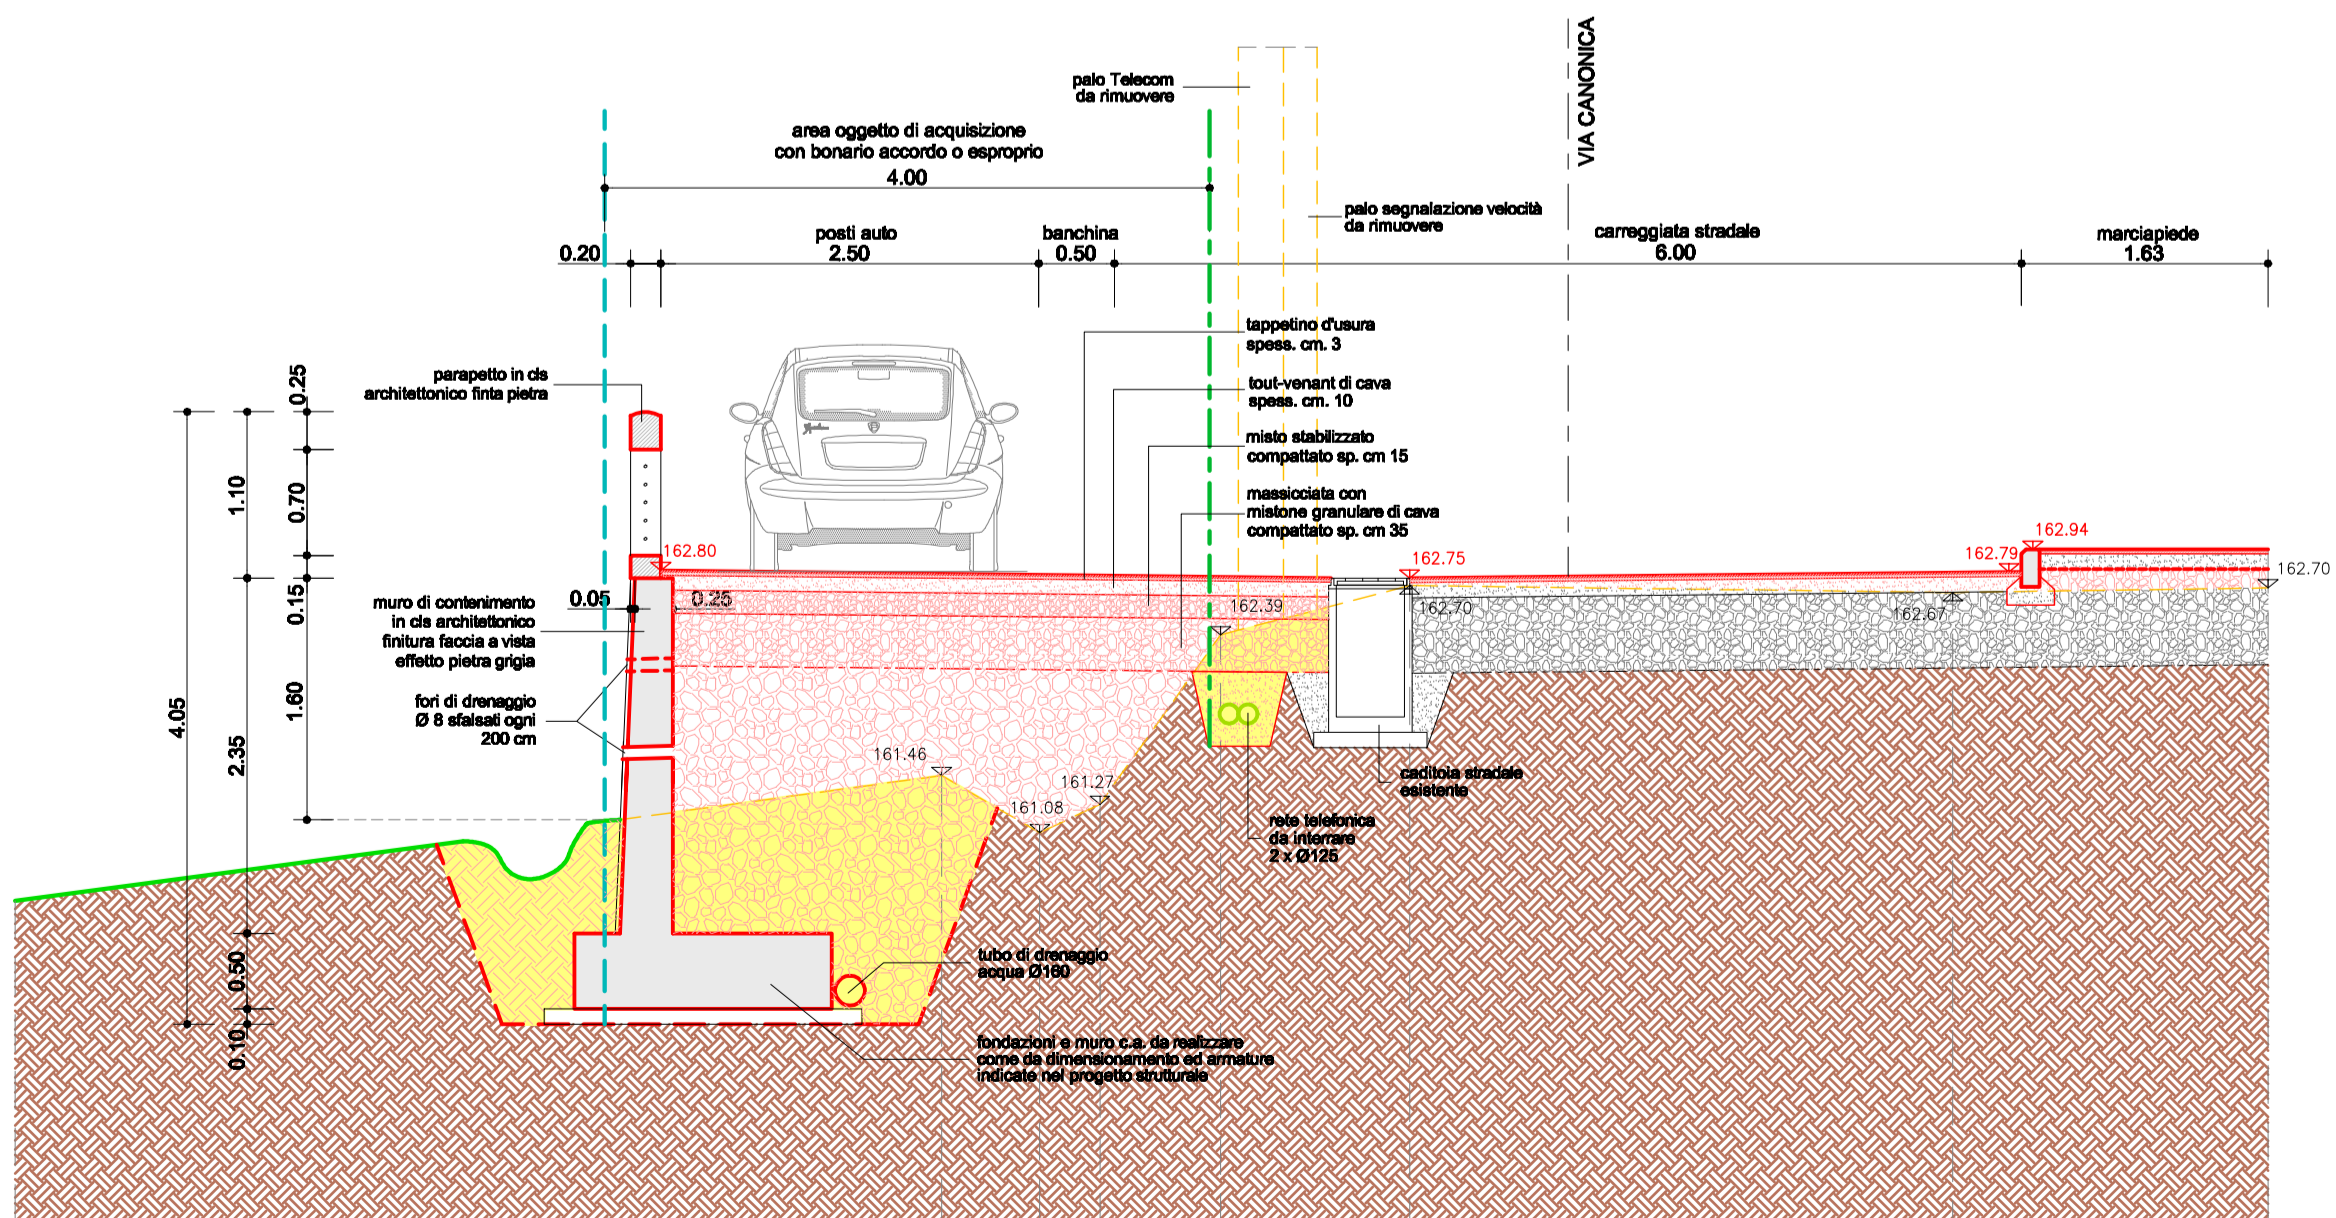 VIA CANONICA
palo Telecom
da rimuovere
area oggetto di acquisizione
con bonario accordo o esproprio
4.00
palo segnalazione velocità
da rimuovere
0.20
posti auto
2.50
banchina
0.50
carreggiata stradale
6.00
marciapiede
1.63
tappetino d'usura
spess. cm. 3
tout-venant di cava
spess. cm. 10
misto stabilizzato
compattato sp. cm 15
massicciata con
mistone granulare di cava
compattato sp. cm 35
parapetto in cls
architettonico finta pietra
0.25
1.10
0.70
0.15
4.05
1.60
2.35
0.50
0.10
162.80
162.75
162.94
162.79
162.70
0.05
0.25
162.39
162.70
162.67
muro di contenimento
in cls architettonico
finitura faccia a vista
effetto pietra grigia
fori di drenaggio
Ø 8 sfalsati ogni
200 cm
161.46
161.27
161.08
caditoia stradale
esistente
rete telefonica
da interrare
2 x Ø125
tubo di drenaggio
acqua Ø160
fondazioni e muro c.a. da realizzare
come da dimensionamento ed armature
indicate nel progetto strutturale